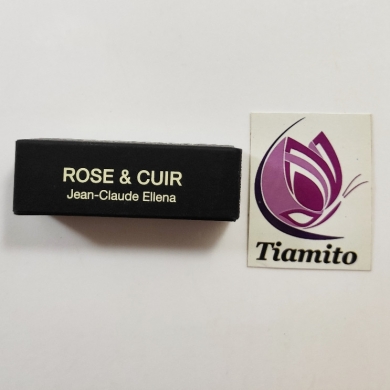 ROSE & CUIR
Jean-Claude Ellena
Tiamito